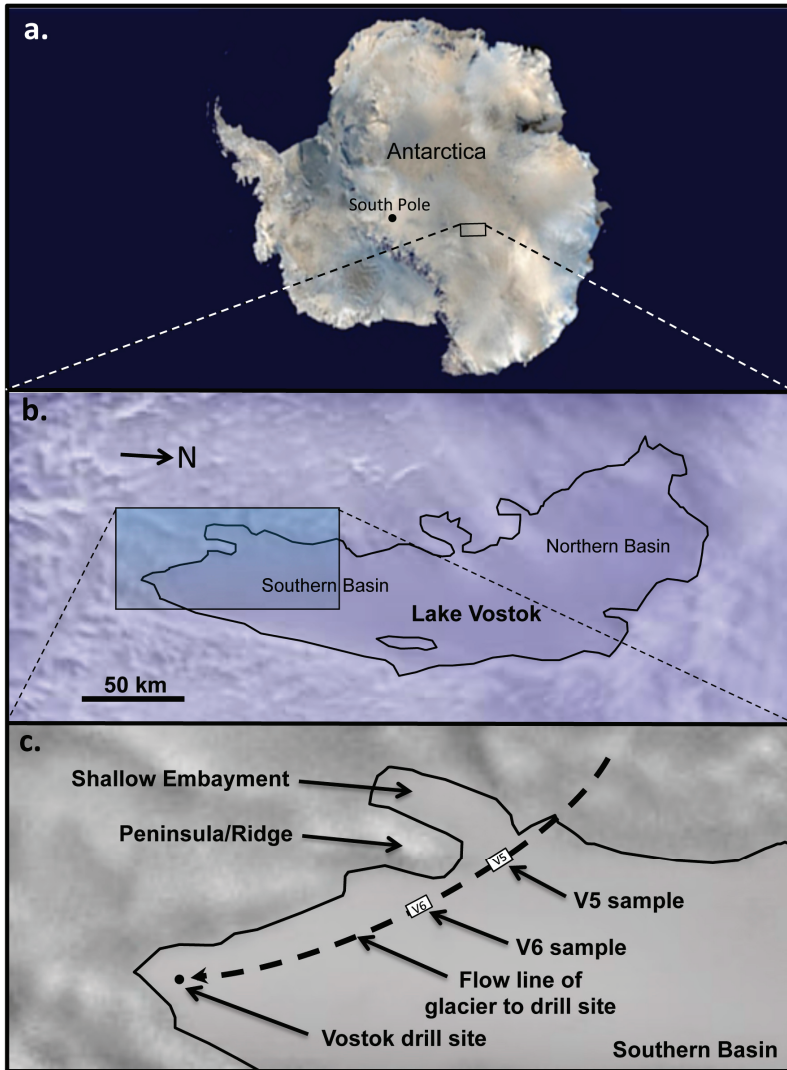 a.
Antarctica
South Pole
b.
N
Northern Basin
Southern Basin
Lake Vostok
50 km
c.
Shallow Embayment
Peninsula/Ridge
V5
V5 sample
V6
V6 sample
Flow line of
glacier to drill site
Vostok drill site
Southern Basin